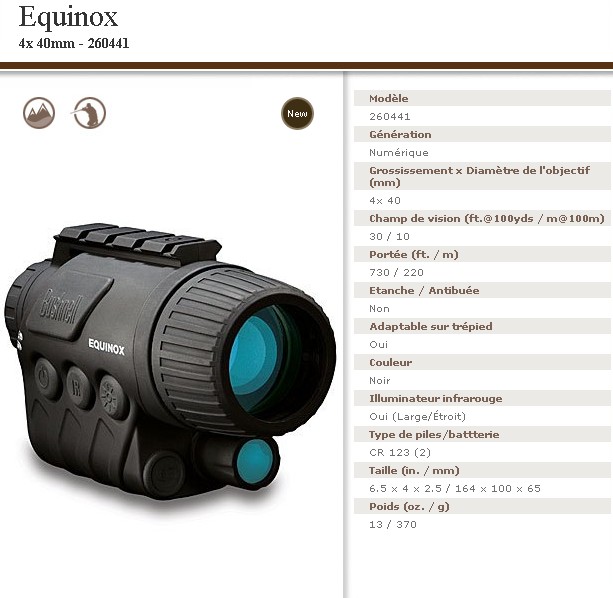 Equinox
4x 40mm - 260441
New
Bushnell
EQUINOX
IR
Modèle
260441
Génération
Numérique
Grossissement x Diamètre de l'objectif
(mm)
4x 40
Champ de vision (ft.@100yds / m@100m)
30 / 10
Portée (ft. / m)
730 / 220
Etanche / Antibuée
Non
Adaptable sur trépied
Oui
Couleur
Noir
Illuminateur infrarouge
Oui (Large/Étroit)
Type de piles/battterie
CR 123 (2)
Taille (in. / mm)
6.5 x 4 x 2.5 / 164 x 100 x 65
Poids (oz. / g)
13 / 370